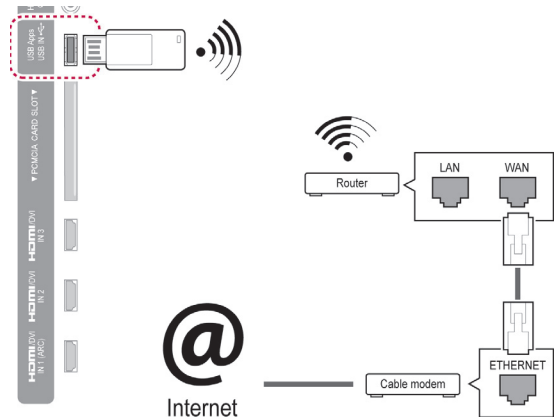 USB Apps
USB IN
▼ PCMCIA CARD SLOT ▼
HDMI/DVI
IN 3
HDMI/DVI
IN 2
HDMI/DVI
IN 1 (ARC)
Router
LAN
WAN
ETHERNET
Cable modem
@
Internet